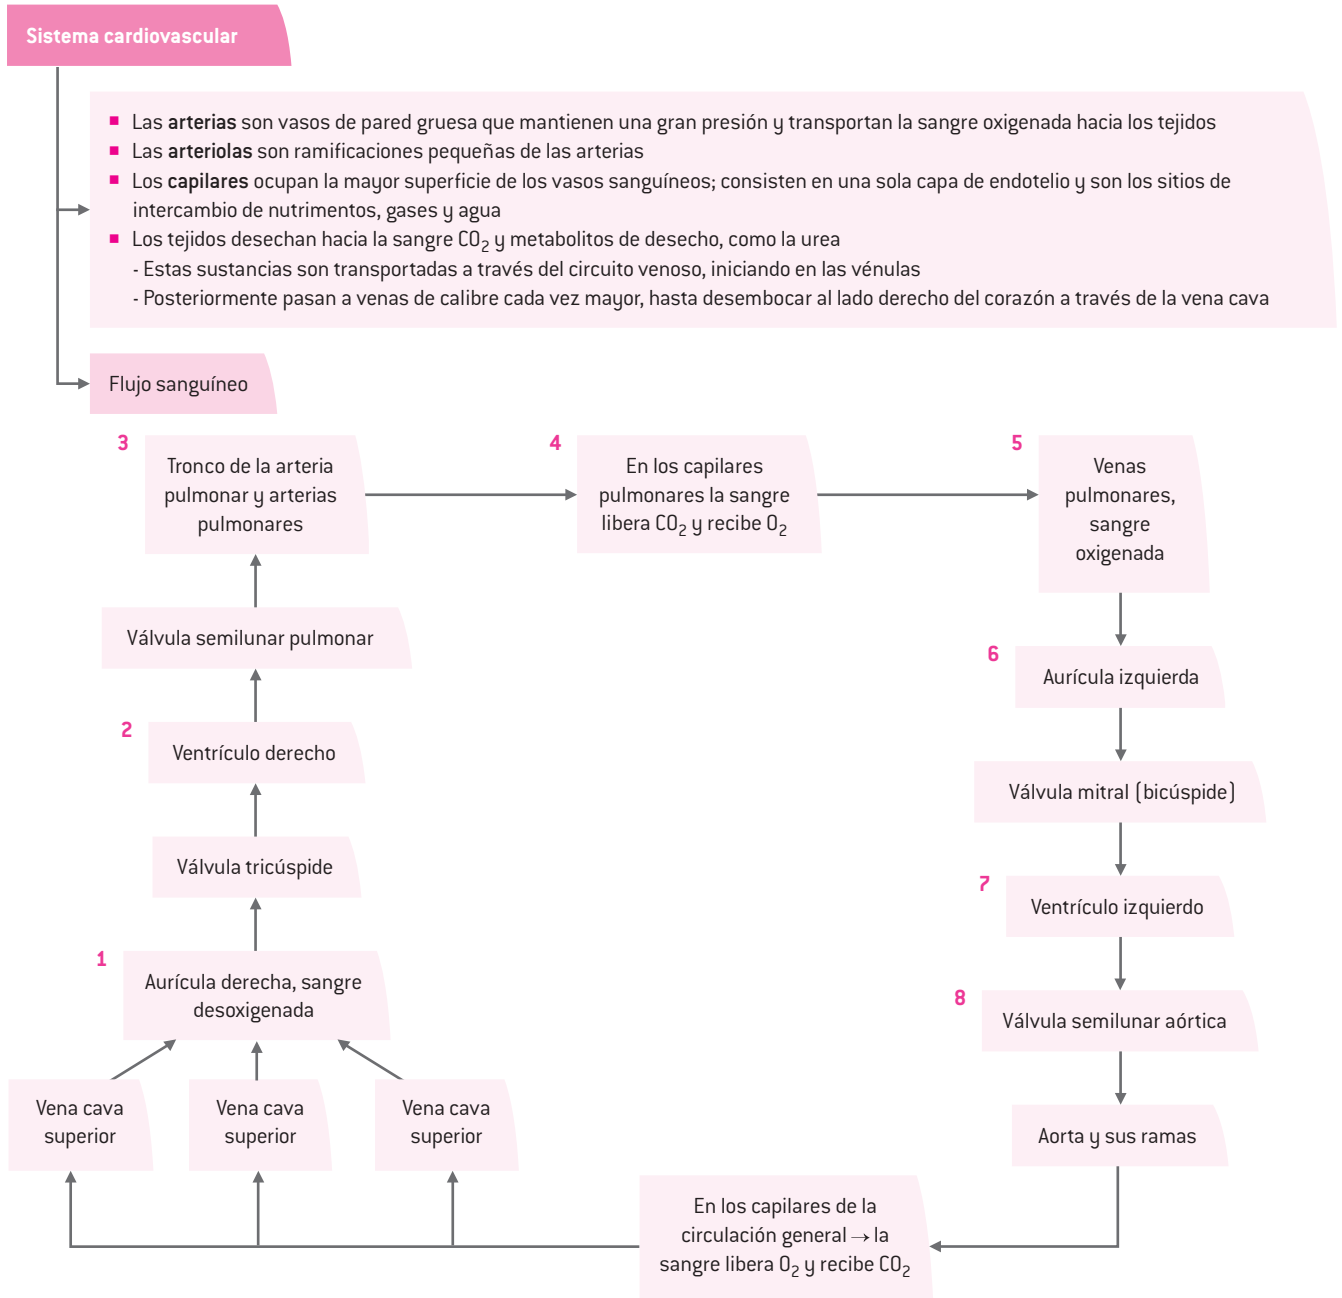 Sistema cardiovascular
■ Las arterias son vasos de pared gruesa que mantienen una gran presión y transportan la sangre oxigenada hacia los tejidos
■ Las arteriolas son ramificaciones pequeñas de las arterias
■ Los capilares ocupan la mayor superficie de los vasos sanguíneos; consisten en una sola capa de endotelio y son los sitios de
intercambio de nutrimentos, gases y agua
■ Los tejidos desechan hacia la sangre CO2 y metabolitos de desecho, como la urea
- Estas sustancias son transportadas a través del circuito venoso, iniciando en las vénulas
- Posteriormente pasan a venas de calibre cada vez mayor, hasta desembocar al lado derecho del corazón a través de la vena cava
Flujo sanguíneo
3
Tronco de la arteria
pulmonar y arterias
pulmonares
4
En los capilares
pulmonares la sangre
libera CO2 y recibe O2
5
Venas
pulmonares,
sangre
oxigenada
Válvula semilunar pulmonar
6
Aurícula izquierda
2
Ventrículo derecho
Válvula mitral (bicúspide)
Válvula tricúspide
7
Ventrículo izquierdo
1
Aurícula derecha, sangre
desoxigenada
8
Válvula semilunar aórtica
Vena cava
superior
Vena cava
superior
Vena cava
superior
Aorta y sus ramas
En los capilares de la
circulación general → la
sangre libera O2 y recibe CO2